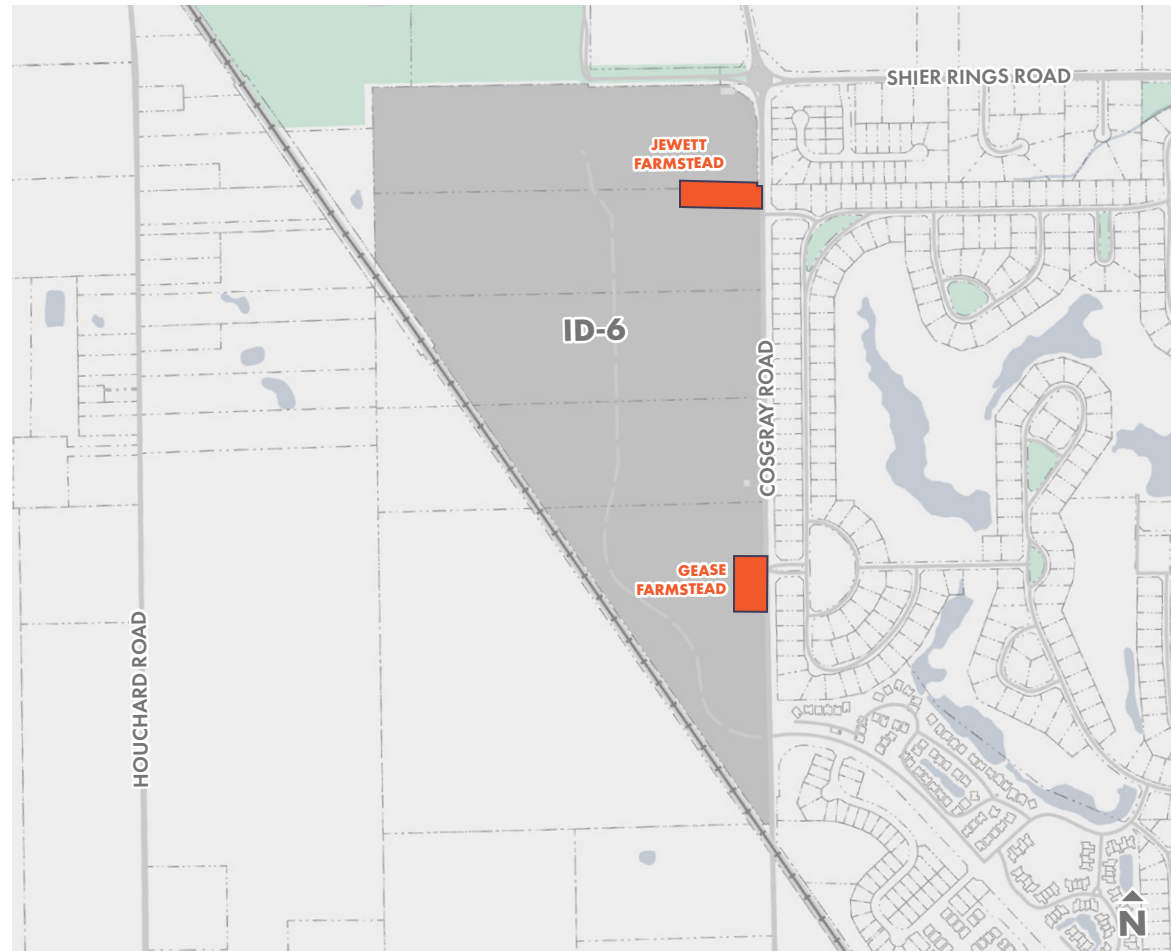 SHIER RINGS ROAD
JEWETT
FARMSTEAD
ID-6
COSGRAY ROAD
GEASE
FARMSTEAD
HOUCHARD ROAD
N